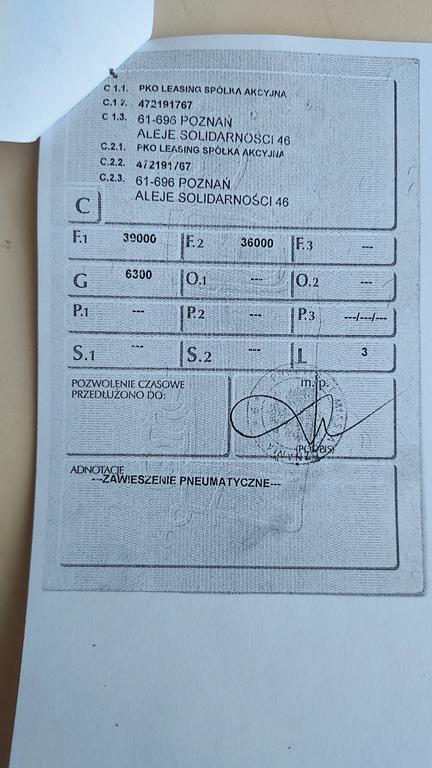 C 1.1. PKO LEASING SPÓŁKA AKCYJNA
C.1.2. 472191767
C 1.3. 61-696 POZNAŃ
ALEJE SOLIDARNOŚCI 46
C.2.1. PKO LEASING SPÓŁKA AKCYJNA
C.2.2. 472191767
C.2.3. 61-696 POZNAŃ
ALEJE SOLIDARNOŚCI 46
C
F.1 39000 F.2 36000 F.3 ---
G 6300 O.1 --- O.2 ---
P.1 --- P.2 --- P.3 ---/---/---
S.1 --- S.2 --- L 3
POZWOLENIE CZASOWE
PRZEDŁUŻONO DO:
m.p.
(PODPIS)
ADNOTACJE
---ZAWIESZENIE PNEUMATYCZNE---